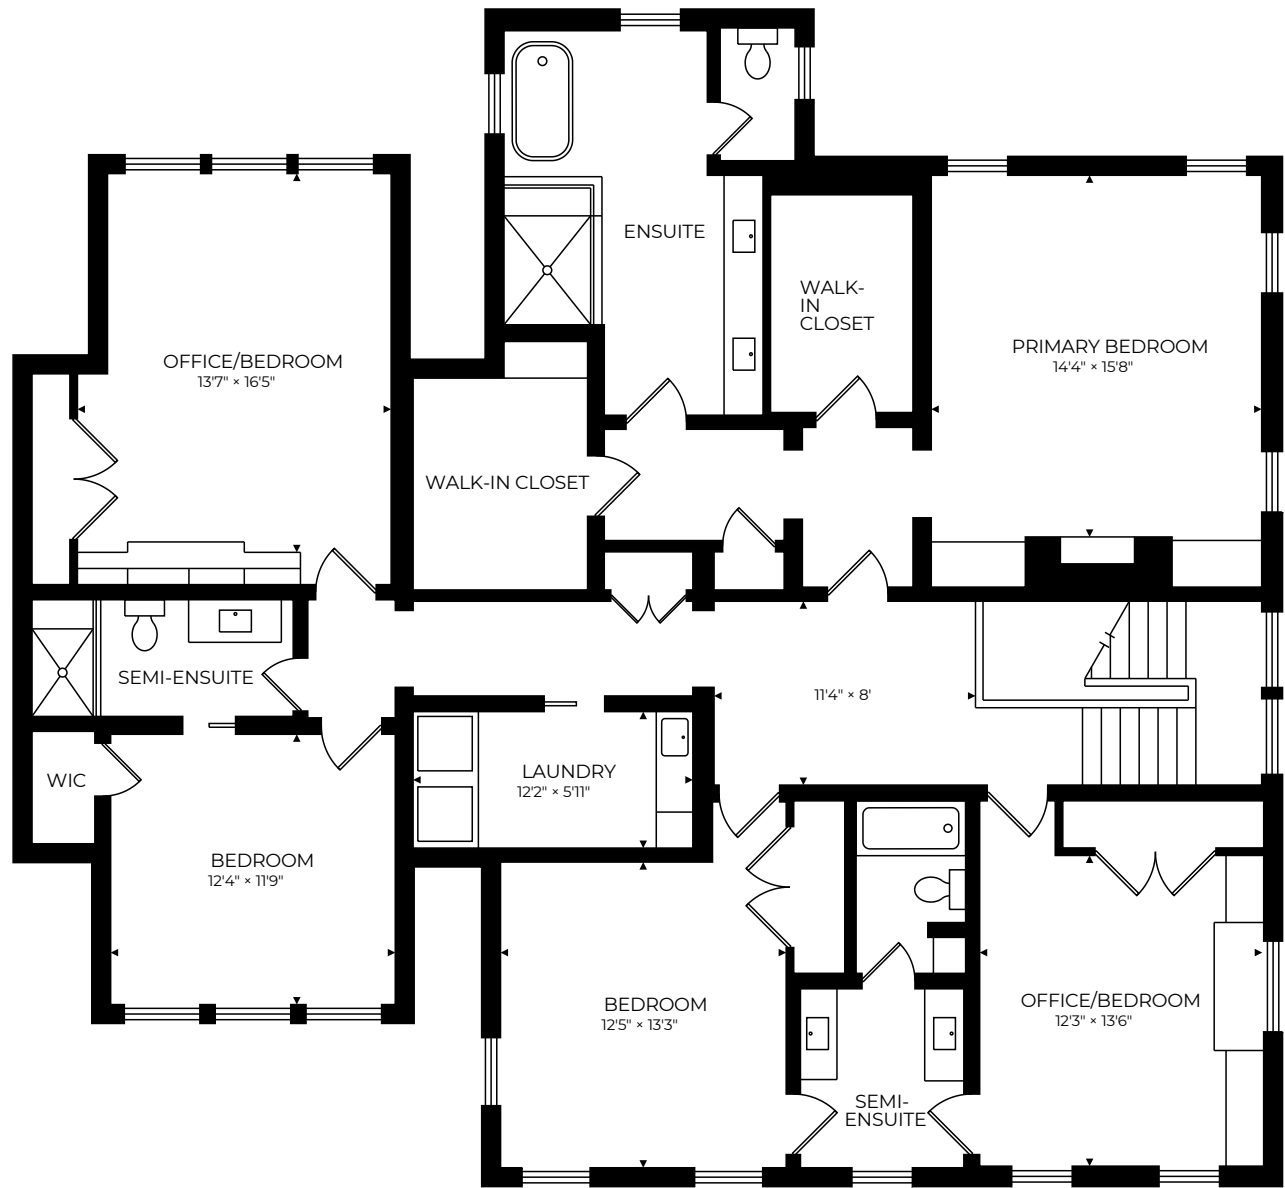 ENSUITE
WALK-
IN
CLOSET
PRIMARY BEDROOM
14'4" × 15'8"
OFFICE/BEDROOM
13'7" × 16'5"
WALK-IN CLOSET
SEMI-ENSUITE
11'4" × 8'
WIC
LAUNDRY
12'2" × 5'11"
BEDROOM
12'4" × 11'9"
BEDROOM
12'5" × 13'3"
OFFICE/BEDROOM
12'3" × 13'6"
SEMI-
ENSUITE